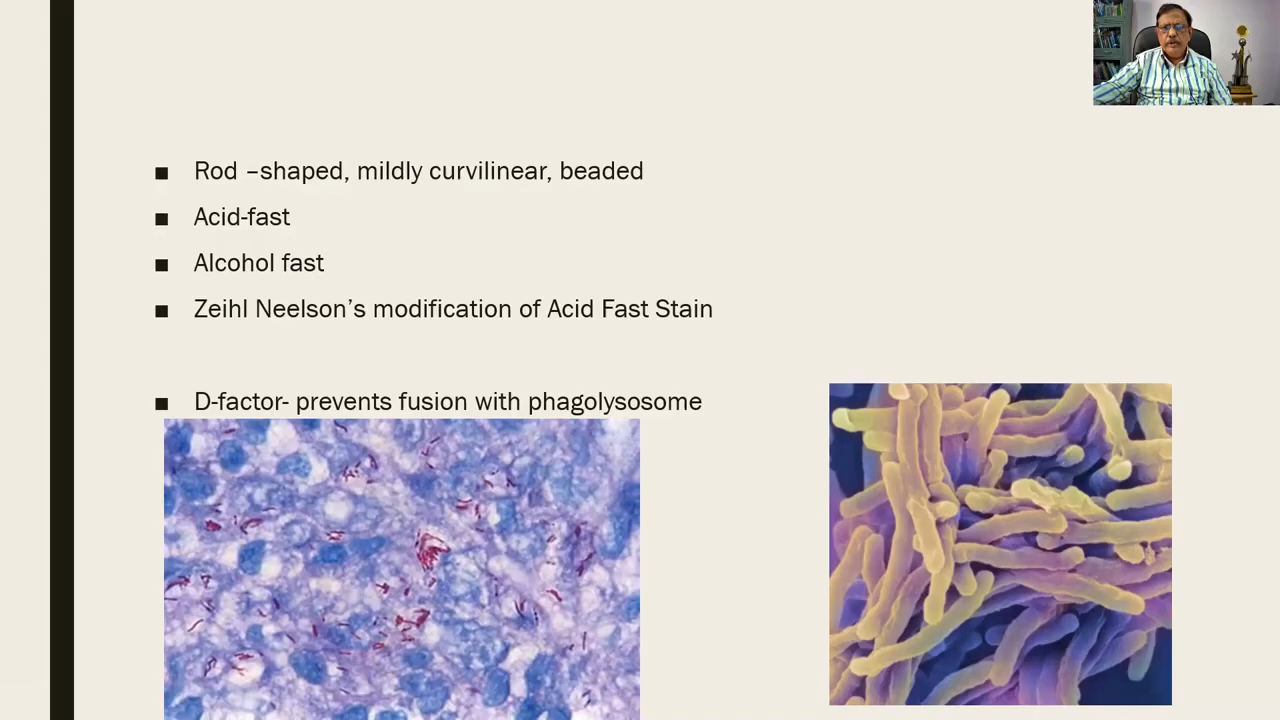 Rod –shaped, mildly curvilinear, beaded
Acid-fast
Alcohol fast
Zeihl Neelson’s modification of Acid Fast Stain
D-factor- prevents fusion with phagolysosome